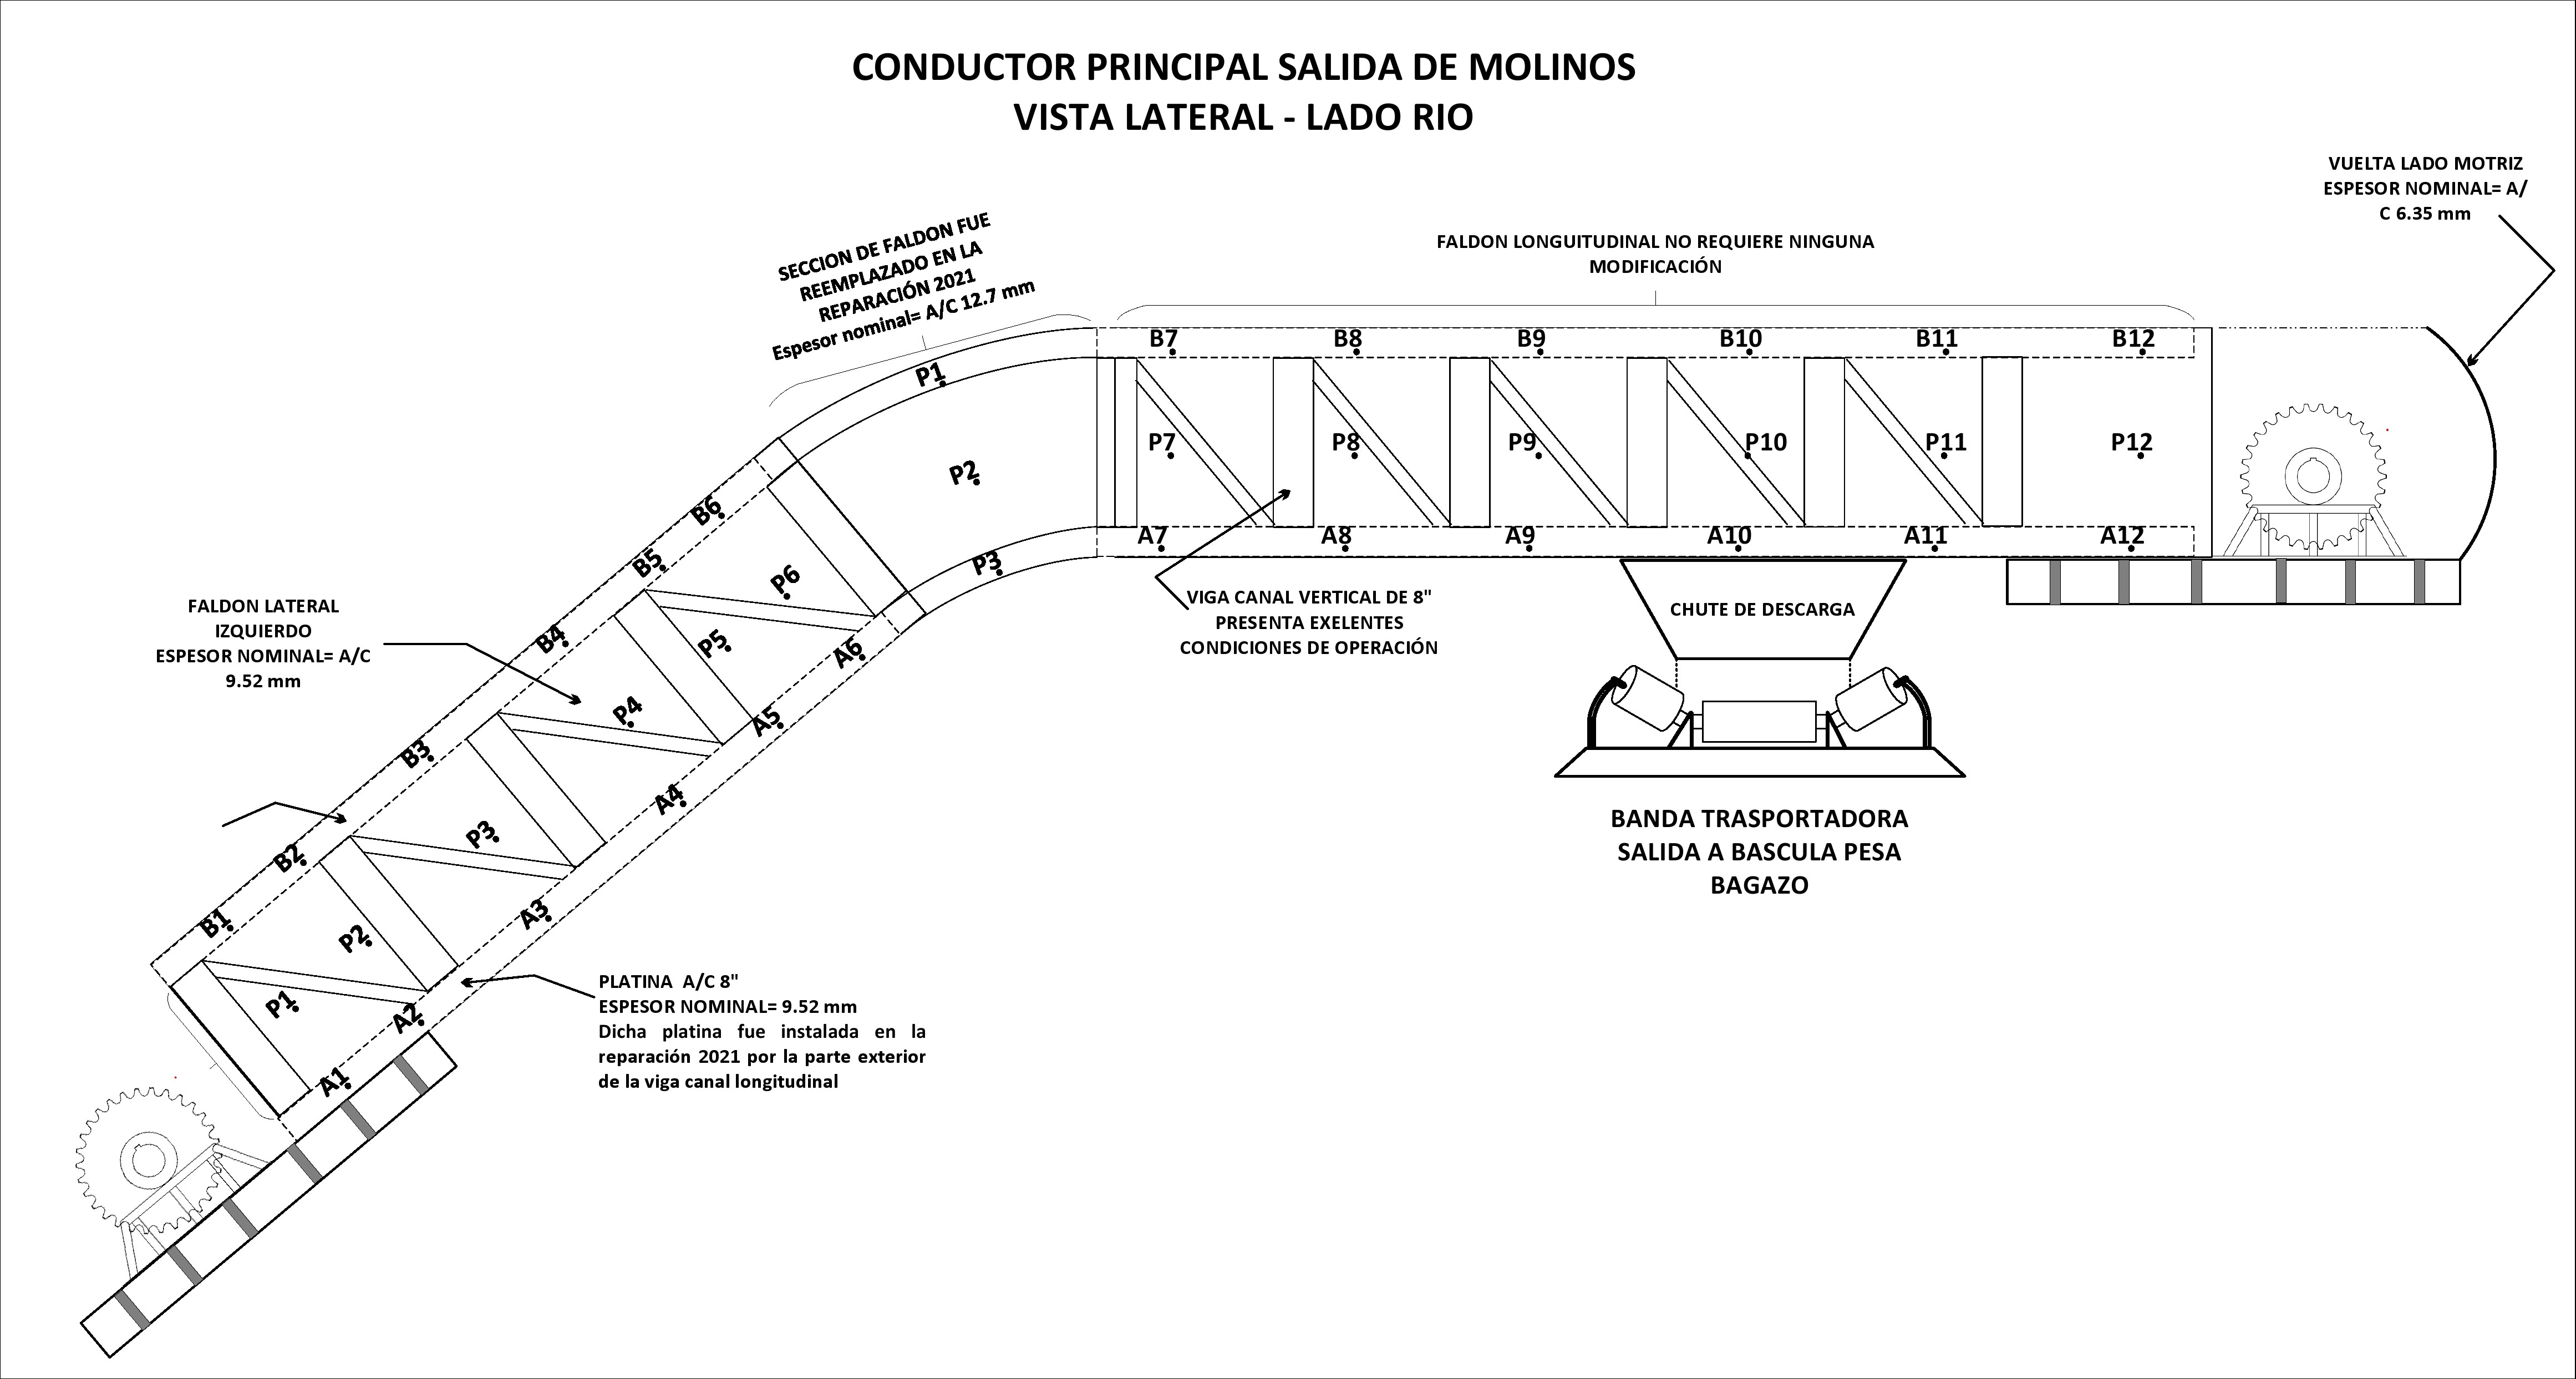 CONDUCTOR PRINCIPAL SALIDA DE MOLINOS
VISTA LATERAL - LADO RIO
VUELTA LADO MOTRIZ
ESPESOR NOMINAL= A/
C 6.35 mm
SECCION DE FALDON FUE
REEMPLAZADO EN LA
REPARACIÓN 2021
Espesor nominal= A/C 12.7 mm
FALDON LONGUITUDINAL NO REQUIERE NINGUNA
MODIFICACIÓN
B7
B8
B9
B10
B11
B12
P1
P2
P3
P7
P8
P9
P10
P11
P12
A7
A8
A9
A10
A11
A12
B6
B5
B4
B3
B2
B1
P6
P5
P4
P3
P2
P1
A6
A5
A4
A3
A2
A1
FALDON LATERAL
IZQUIERDO
ESPESOR NOMINAL= A/C
9.52 mm
VIGA CANAL VERTICAL DE 8"
PRESENTA EXELENTES
CONDICIONES DE OPERACIÓN
CHUTE DE DESCARGA
BANDA TRASPORTADORA
SALIDA A BASCULA PESA
BAGAZO
PLATINA A/C 8"
ESPESOR NOMINAL= 9.52 mm
Dicha platina fue instalada en la
reparación 2021 por la parte exterior
de la viga canal longitudinal